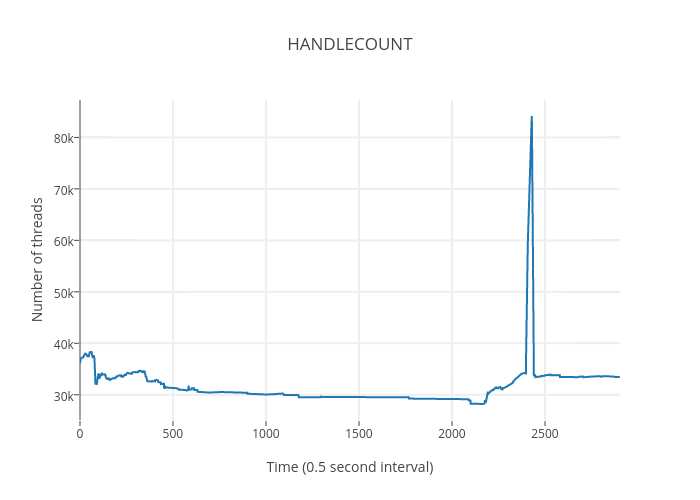 HANDLECOUNT
80k
70k
60k
50k
40k
30k
Number of threads
0
500
1000
1500
2000
2500
Time (0.5 second interval)